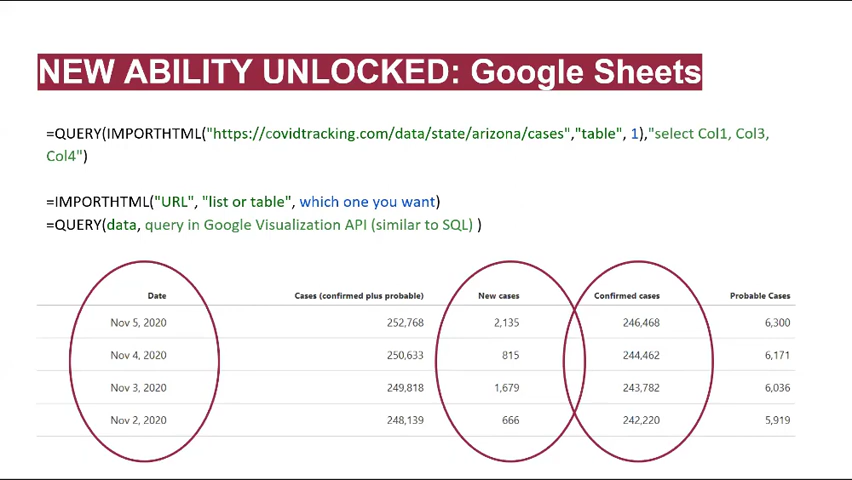 NEW ABILITY UNLOCKED: Google Sheets
=QUERY(IMPORTHTML("https://covidtracking.com/data/state/arizona/cases","table", 1),"select Col1, Col3,
Col4")
=IMPORTHTML("URL", "list or table", which one you want)
=QUERY(data, query in Google Visualization API (similar to SQL) )
Date Cases (confirmed plus probable) New cases Confirmed cases Probable Cases
Nov 5, 2020 252,768 2,135 246,468 6,300
Nov 4, 2020 250,633 815 244,462 6,171
Nov 3, 2020 249,818 1,679 243,782 6,036
Nov 2, 2020 248,139 666 242,220 5,919